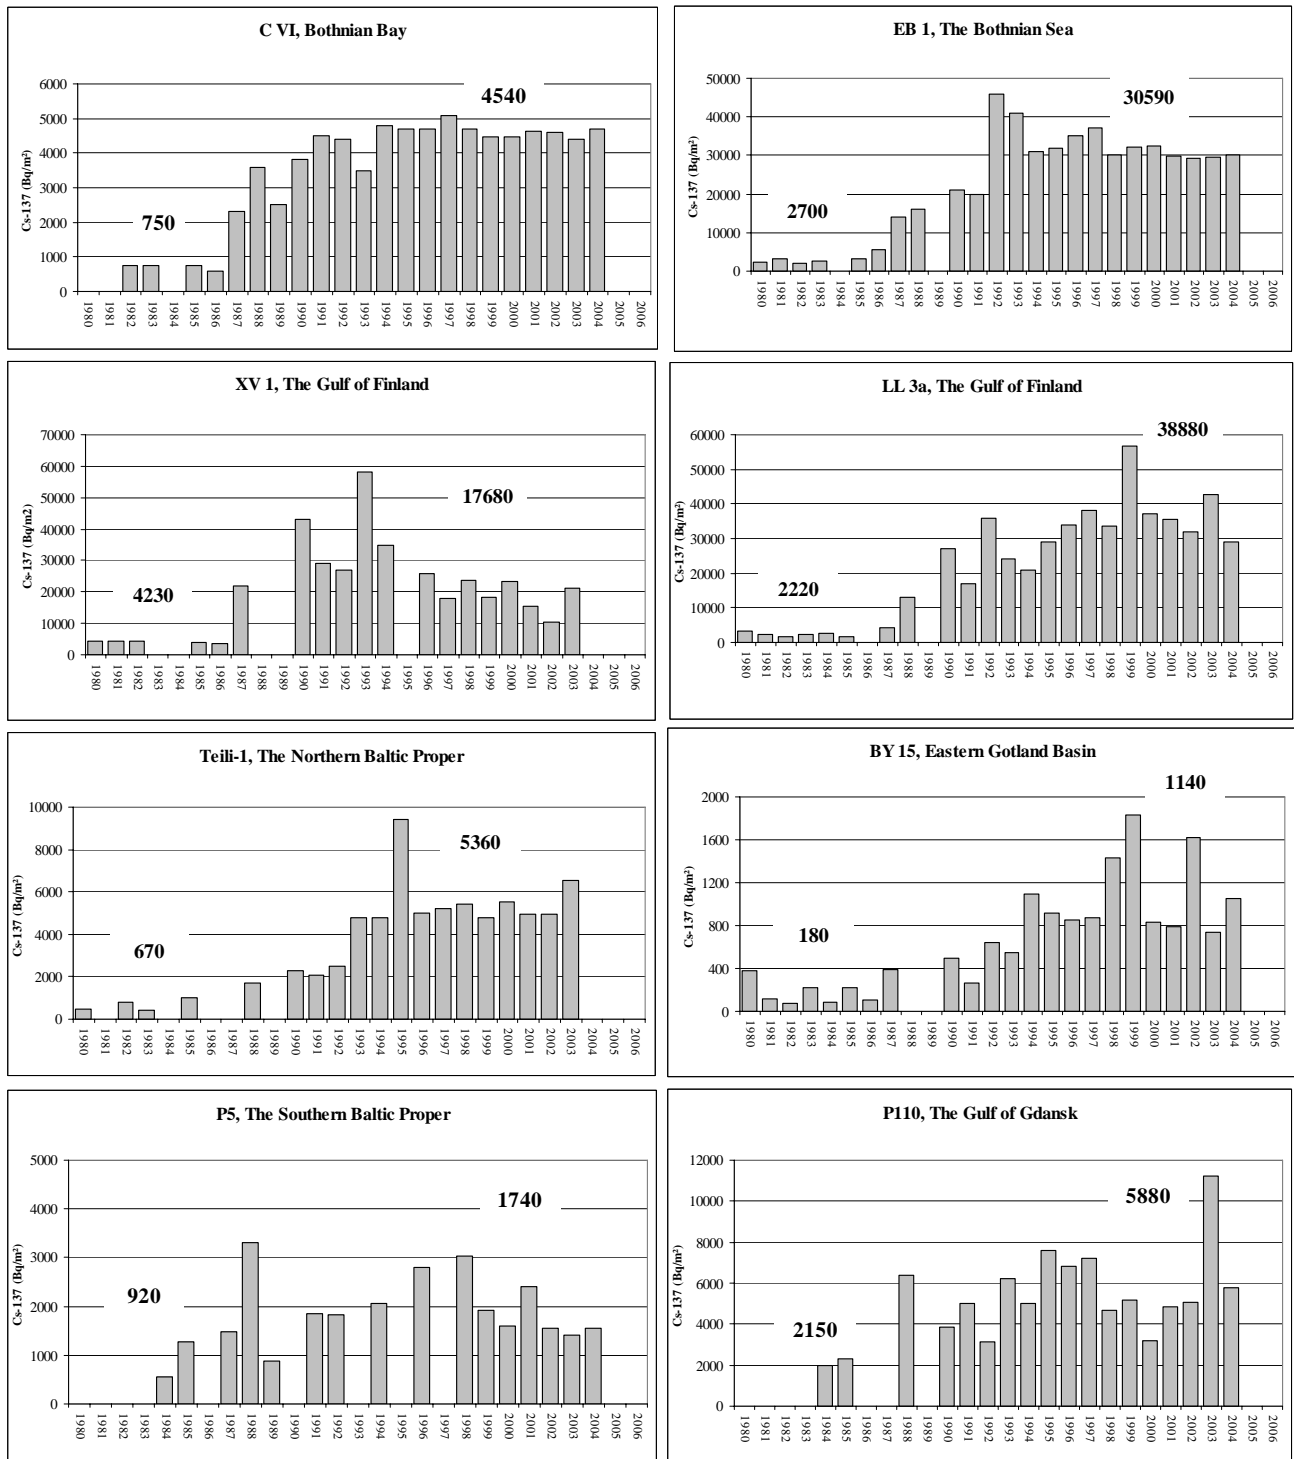 C VI, Bothnian Bay
Cs-137 (Bq/m²)
6000
5000
4000
3000
2000
1000
0
750
4540
1980 1981 1982 1983 1984 1985 1986 1987 1988 1989 1990 1991 1992 1993 1994 1995 1996 1997 1998 1999 2000 2001 2002 2003 2004 2005 2006
EB 1, The Bothnian Sea
Cs-137 (Bq/m²)
50000
40000
30000
20000
10000
0
2700
30590
1980 1981 1982 1983 1984 1985 1986 1987 1988 1989 1990 1991 1992 1993 1994 1995 1996 1997 1998 1999 2000 2001 2002 2003 2004 2005 2006
XV 1, The Gulf of Finland
Cs-137 (Bq/m2)
70000
60000
50000
40000
30000
20000
10000
0
4230
17680
1980 1981 1982 1983 1984 1985 1986 1987 1988 1989 1990 1991 1992 1993 1994 1995 1996 1997 1998 1999 2000 2001 2002 2003 2004 2005 2006
LL 3a, The Gulf of Finland
Cs-137 (Bq/m²)
60000
50000
40000
30000
20000
10000
0
2220
38880
1980 1981 1982 1983 1984 1985 1986 1987 1988 1989 1990 1991 1992 1993 1994 1995 1996 1997 1998 1999 2000 2001 2002 2003 2004 2005 2006
Teili-1, The Northern Baltic Proper
Cs-137 (Bq/m²)
10000
8000
6000
4000
2000
0
670
5360
1980 1981 1982 1983 1984 1985 1986 1987 1988 1989 1990 1991 1992 1993 1994 1995 1996 1997 1998 1999 2000 2001 2002 2003 2004 2005 2006
BY 15, Eastern Gotland Basin
Cs-137 (Bq/m²)
2000
1600
1200
800
400
0
180
1140
1980 1981 1982 1983 1984 1985 1986 1987 1988 1989 1990 1991 1992 1993 1994 1995 1996 1997 1998 1999 2000 2001 2002 2003 2004 2005 2006
P5, The Southern Baltic Proper
Cs-137 (Bq/m²)
5000
4000
3000
2000
1000
0
920
1740
1980 1981 1982 1983 1984 1985 1986 1987 1988 1989 1990 1991 1992 1993 1994 1995 1996 1997 1998 1999 2000 2001 2002 2003 2004 2005 2006
P110, The Gulf of Gdansk
Cs-137 (Bq/m²)
12000
10000
8000
6000
4000
2000
0
2150
5880
1980 1981 1982 1983 1984 1985 1986 1987 1988 1989 1990 1991 1992 1993 1994 1995 1996 1997 1998 1999 2000 2001 2002 2003 2004 2005 2006